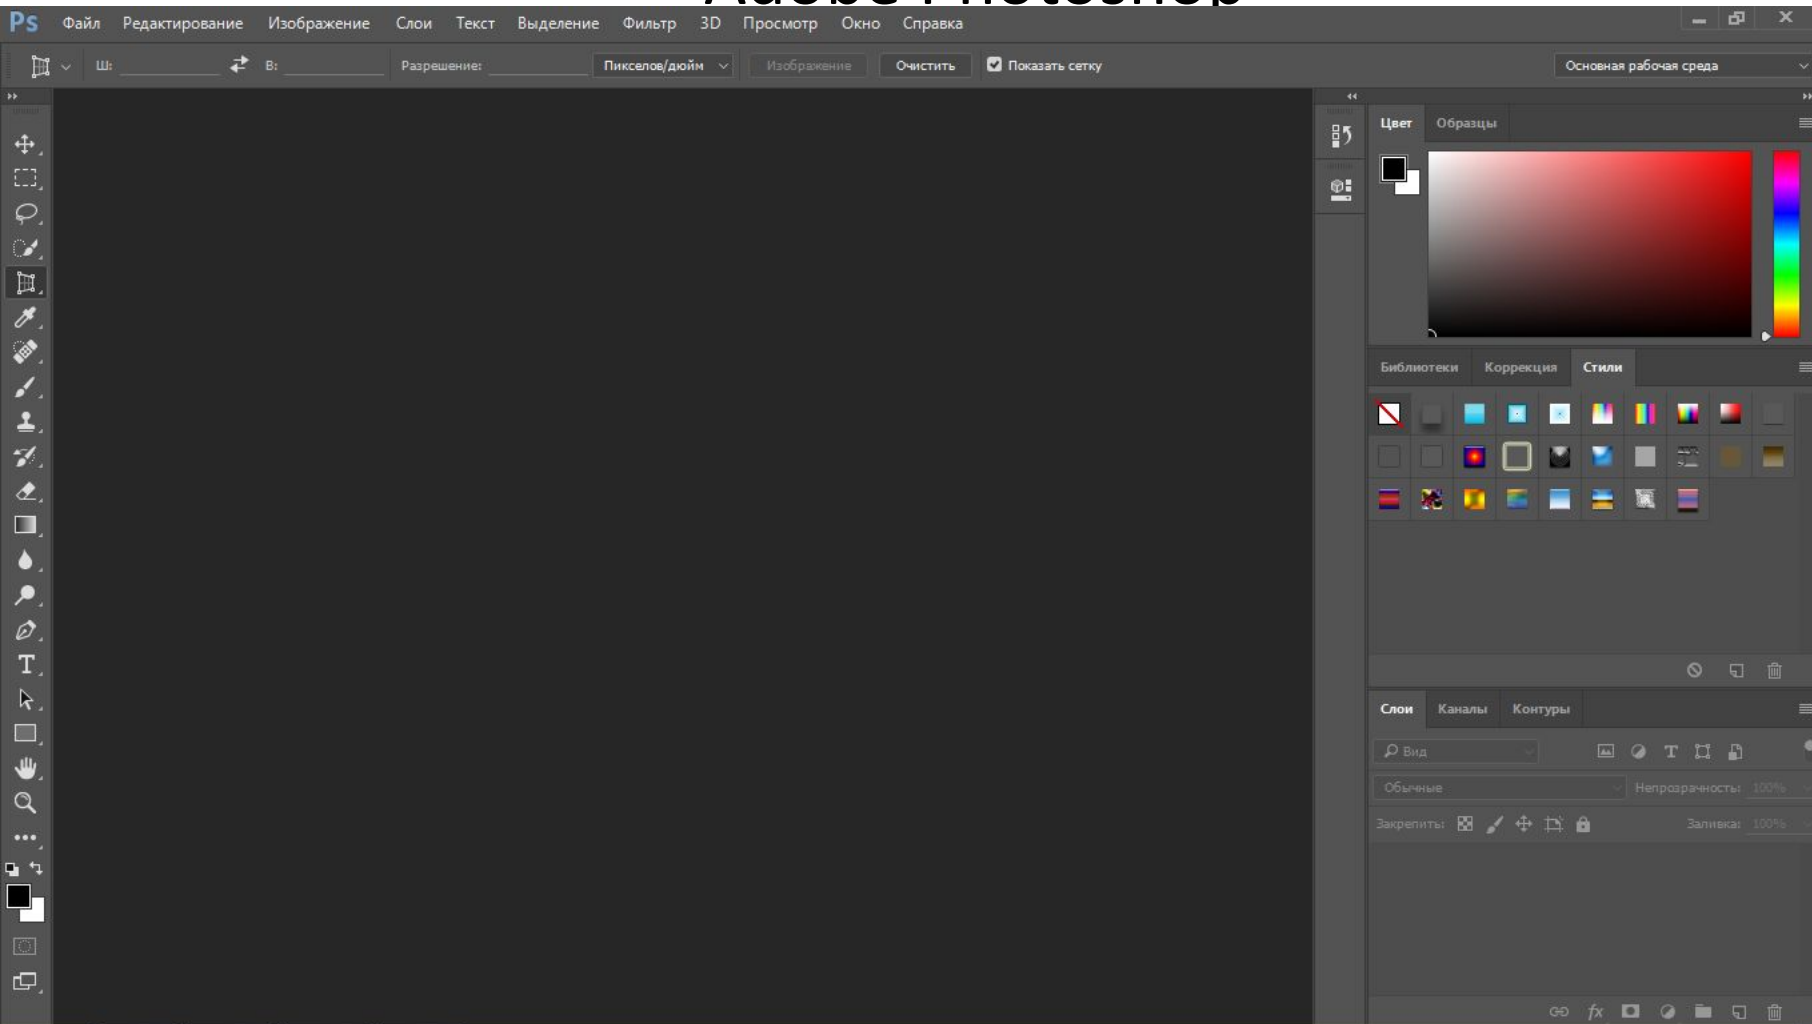 Adobe Photoshop
Ps Файл Редактирование Изображение Слои Текст Выделение Фильтр 3D Просмотр Окно Справка
Ш: В: Разрешение: Пикселов/дюйм Изображение Очистить Показать сетку Основная рабочая среда
Цвет Образцы
Библиотеки Коррекция Стили
Слои Каналы Контуры
Вид
Обычные Непрозрачность: 100%
Закрепить: Заливка: 100%
fx